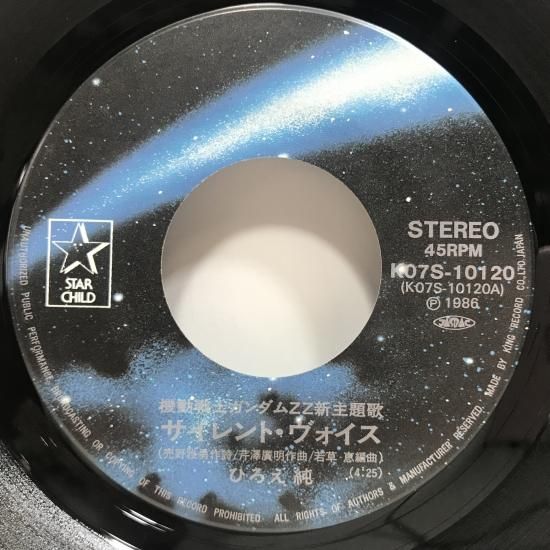 STEREO
45RPM
K07S-10120
(K07S-10120A)
Ⓟ1986
JASRAC
STAR
CHILD
機動戦士ガンダムZZ新主題歌
サイレント・ヴォイス
(売野雅勇作詩/芹澤廣明作曲/若草 恵編曲)
ひろえ 純
(4:25)
UNAUTHORIZED PUBLIC PERFORMANCE, BROADCASTING OR COPYING OF THIS RECORD PROHIBITED. ALL RIGHTS OF AUTHORS & MANUFACTURER RESERVED. MADE BY KING RECORD CO., LTD. JAPAN